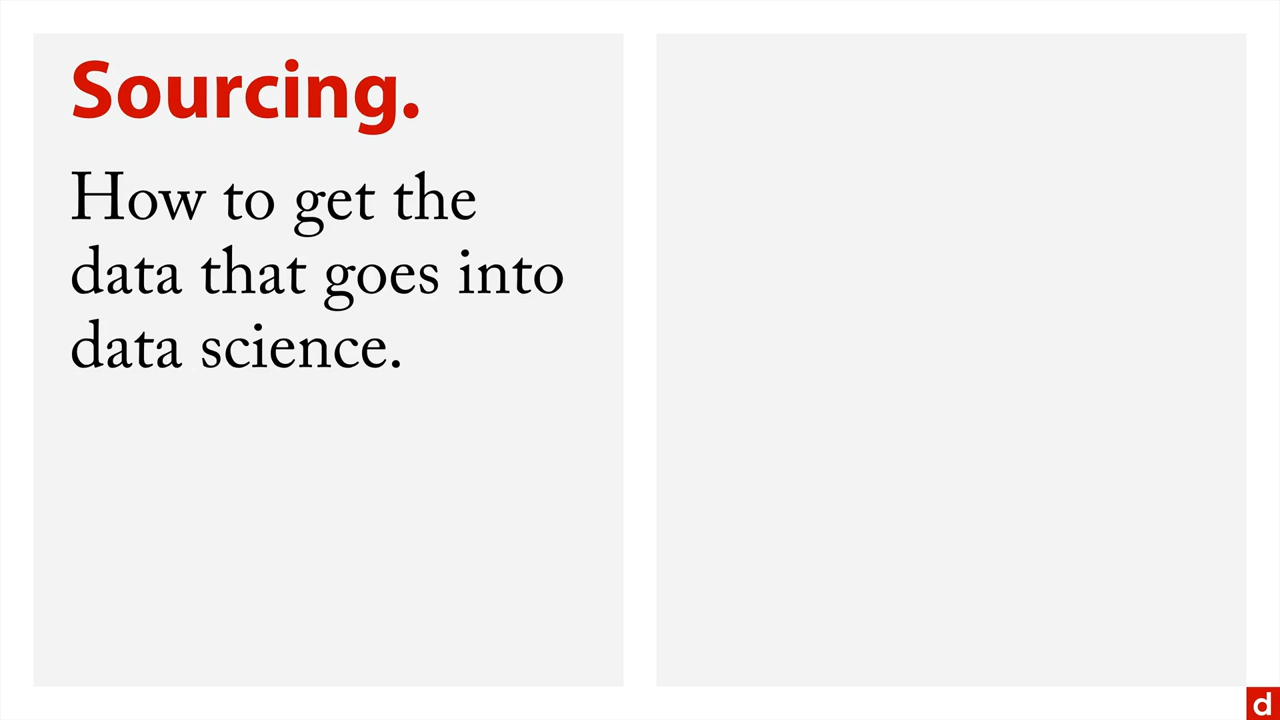 Sourcing.
How to get the
data that goes into
data science.
d